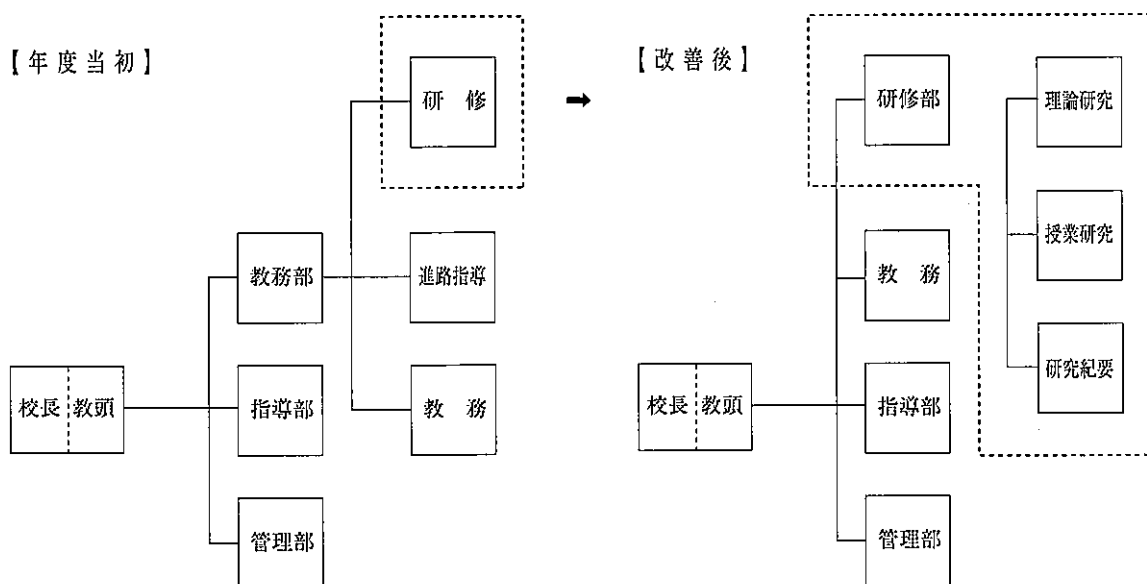 【年度当初】
研 修
教務部
進路指導
校長 教頭
指導部
教 務
管理部
➡
【改善後】
研修部
理論研究
授業研究
教 務
研究紀要
校長 教頭
指導部
管理部